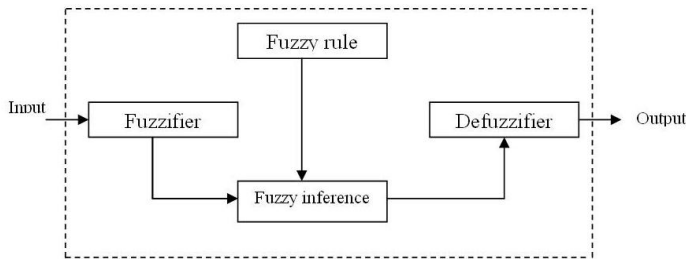 Fuzzy rule
Input
Fuzzifier
Defuzzifier
Output
Fuzzy inference